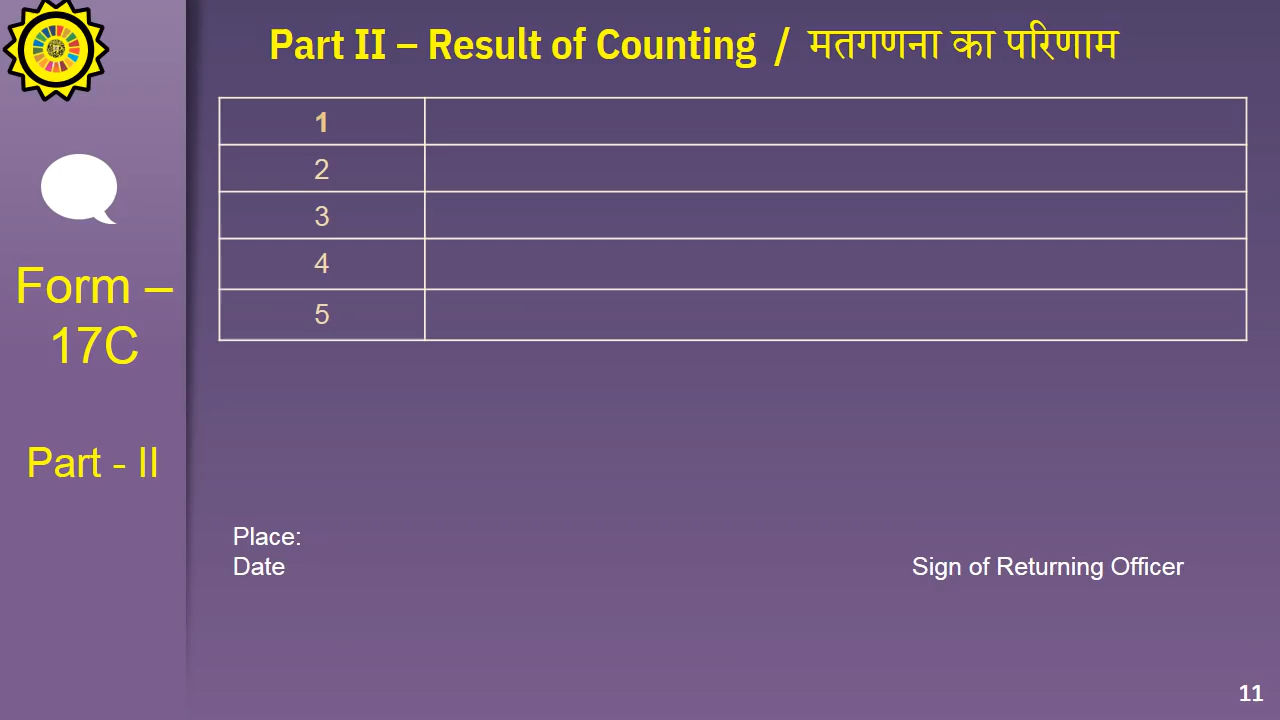 Part II – Result of Counting / मतगणना का परिणाम
1
2
3
4
5
Form –
17C
Part - II
Place:
Date
Sign of Returning Officer
11